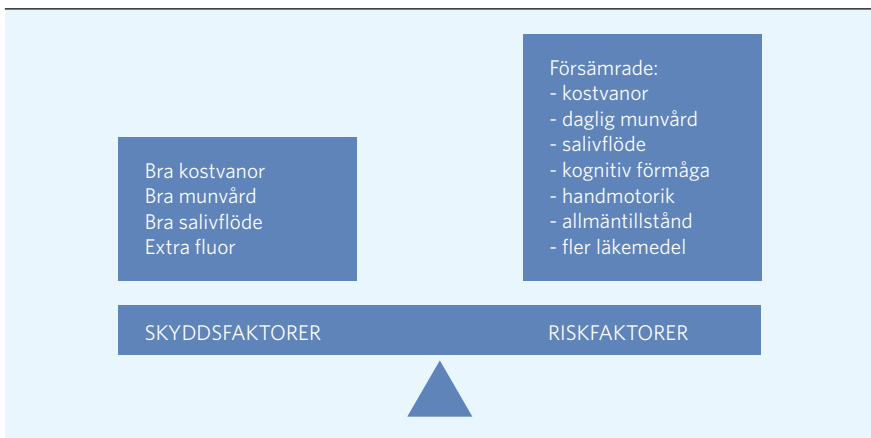 Bra kostvanor
Bra munvård
Bra salivflöde
Extra fluor
Försämrade:
- kostvanor
- daglig munvård
- salivflöde
- kognitiv förmåga
- handmotorik
- allmäntillstånd
- fler läkemedel
SKYDDSFAKTORER
RISKFAKTORER